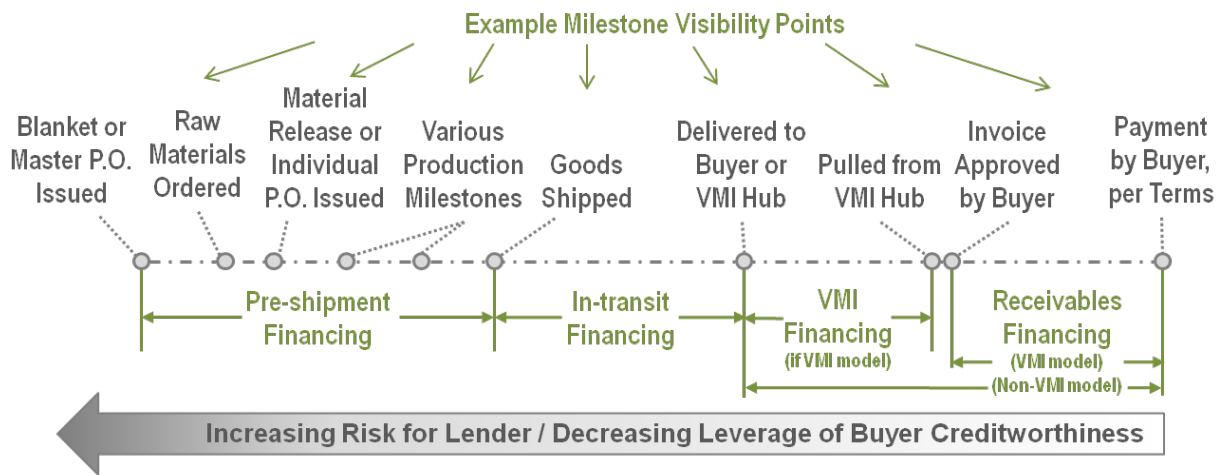 Example Milestone Visibility Points
Blanket or
Master P.O.
Issued
Raw
Materials
Ordered
Material
Release or
Individual
P.O. Issued
Various
Production
Milestones
Goods
Shipped
Delivered to
Buyer or
VMI Hub
Pulled from
VMI Hub
Invoice
Approved
by Buyer
Payment
by Buyer,
per Terms
Pre-shipment
Financing
In-transit
Financing
VMI
Financing
(if VMI model)
Receivables
Financing
(VMI model)
(Non-VMI model)
Increasing Risk for Lender / Decreasing Leverage of Buyer Creditworthiness